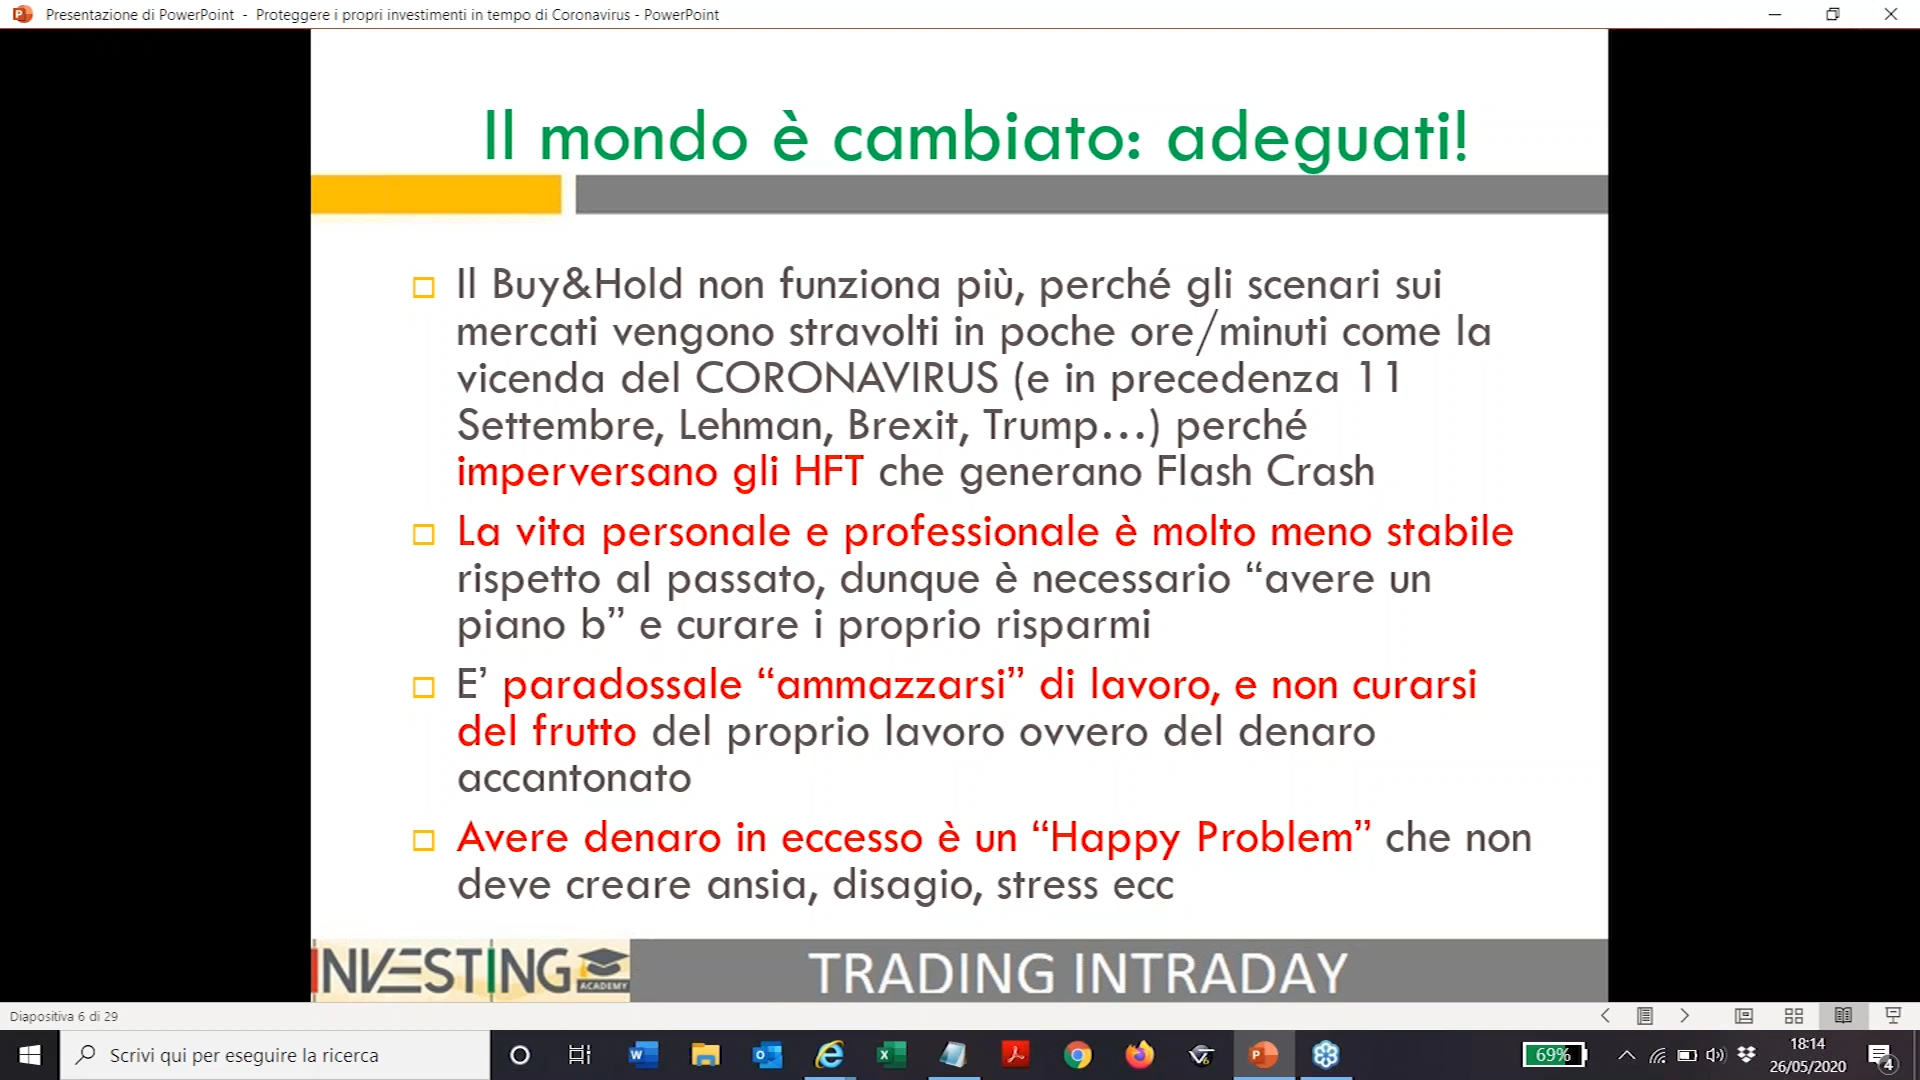 Presentazione di PowerPoint - Proteggere i propri investimenti in tempo di Coronavirus - PowerPoint
Il mondo è cambiato: adeguati!
Il Buy&Hold non funziona più, perché gli scenari sui
mercati vengono stravolti in poche ore/minuti come la
vicenda del CORONAVIRUS (e in precedenza 11
Settembre, Lehman, Brexit, Trump…) perché
imperversano gli HFT che generano Flash Crash
La vita personale e professionale è molto meno stabile
rispetto al passato, dunque è necessario “avere un
piano b” e curare i proprio risparmi
E’ paradossale “ammazzarsi” di lavoro, e non curarsi
del frutto del proprio lavoro ovvero del denaro
accantonato
Avere denaro in eccesso è un “Happy Problem” che non
deve creare ansia, disagio, stress ecc
INVESTING
ACADEMY
TRADING INTRADAY
Diapositiva 6 di 29
Scrivi qui per eseguire la ricerca
69%
18:14
26/05/2020
4